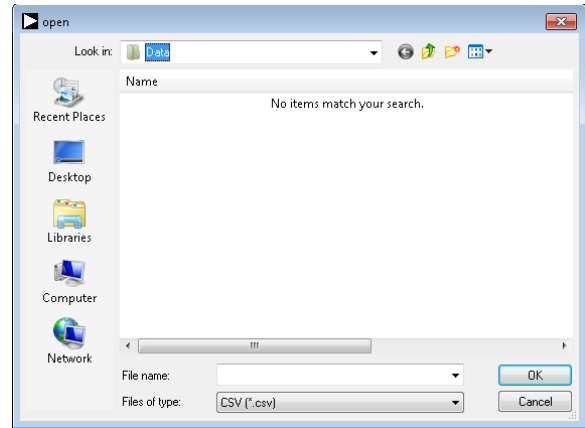 open
Look in:
Data
Name
No items match your search.
Recent Places
Desktop
Libraries
Computer
Network
File name:
OK
Files of type:
CSV (*.csv)
Cancel